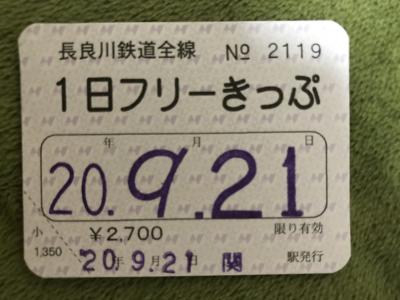 長良川鉄道全線 № 2119
1日フリーきっぷ
年 月 日
20.9.21
小 ¥2,700 限り有効
1,350 20年9月21日 関 駅発行